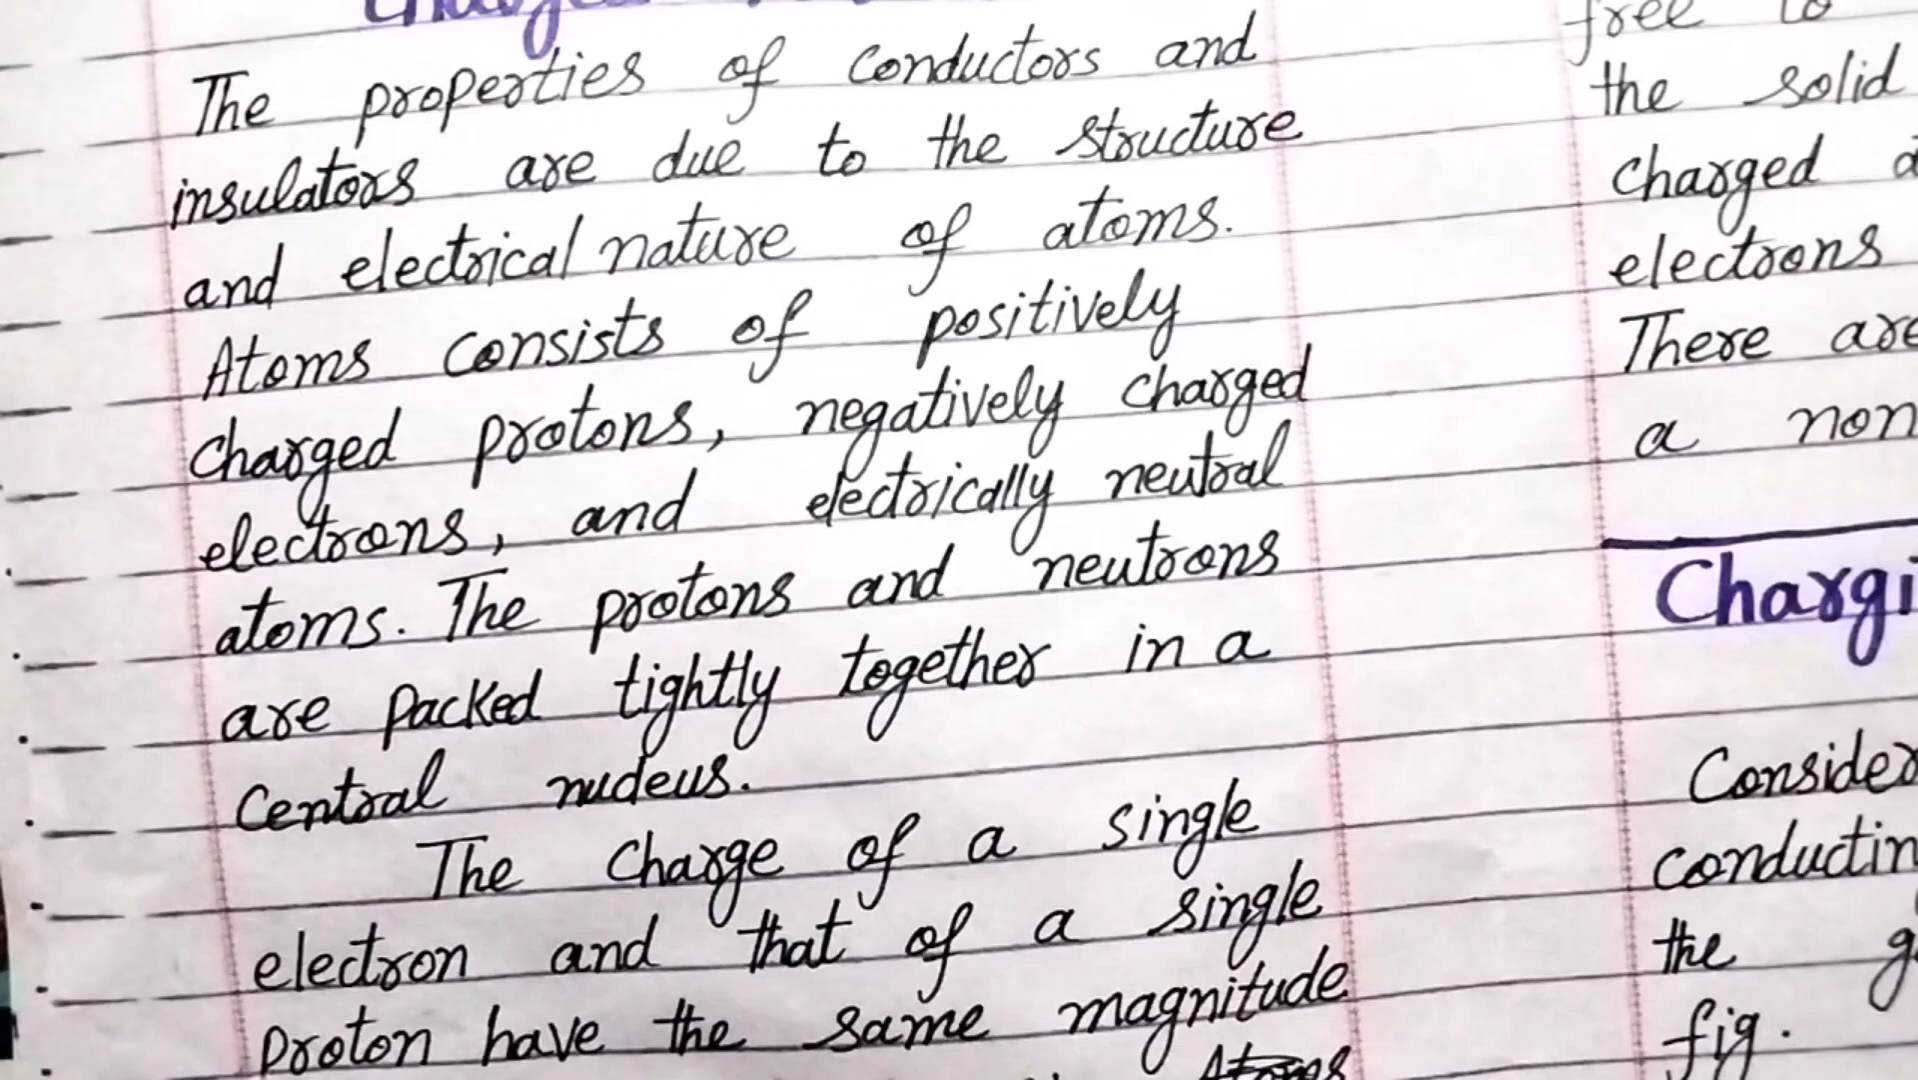 The properties of conductors and
insulators are due to the structure
and electrical nature of atoms.
Atoms consists of positively
charged protons, negatively charged
electrons, and electrically neutral
atoms. The protons and neutrons
are packed tightly together in a
central nucleus.
The charge of a single
electron and that of a single
proton have the same magnitude
Atoms
free to
the solid
charged
electrons
There are
a non
Chargi
Consider
conductin
the g
fig.